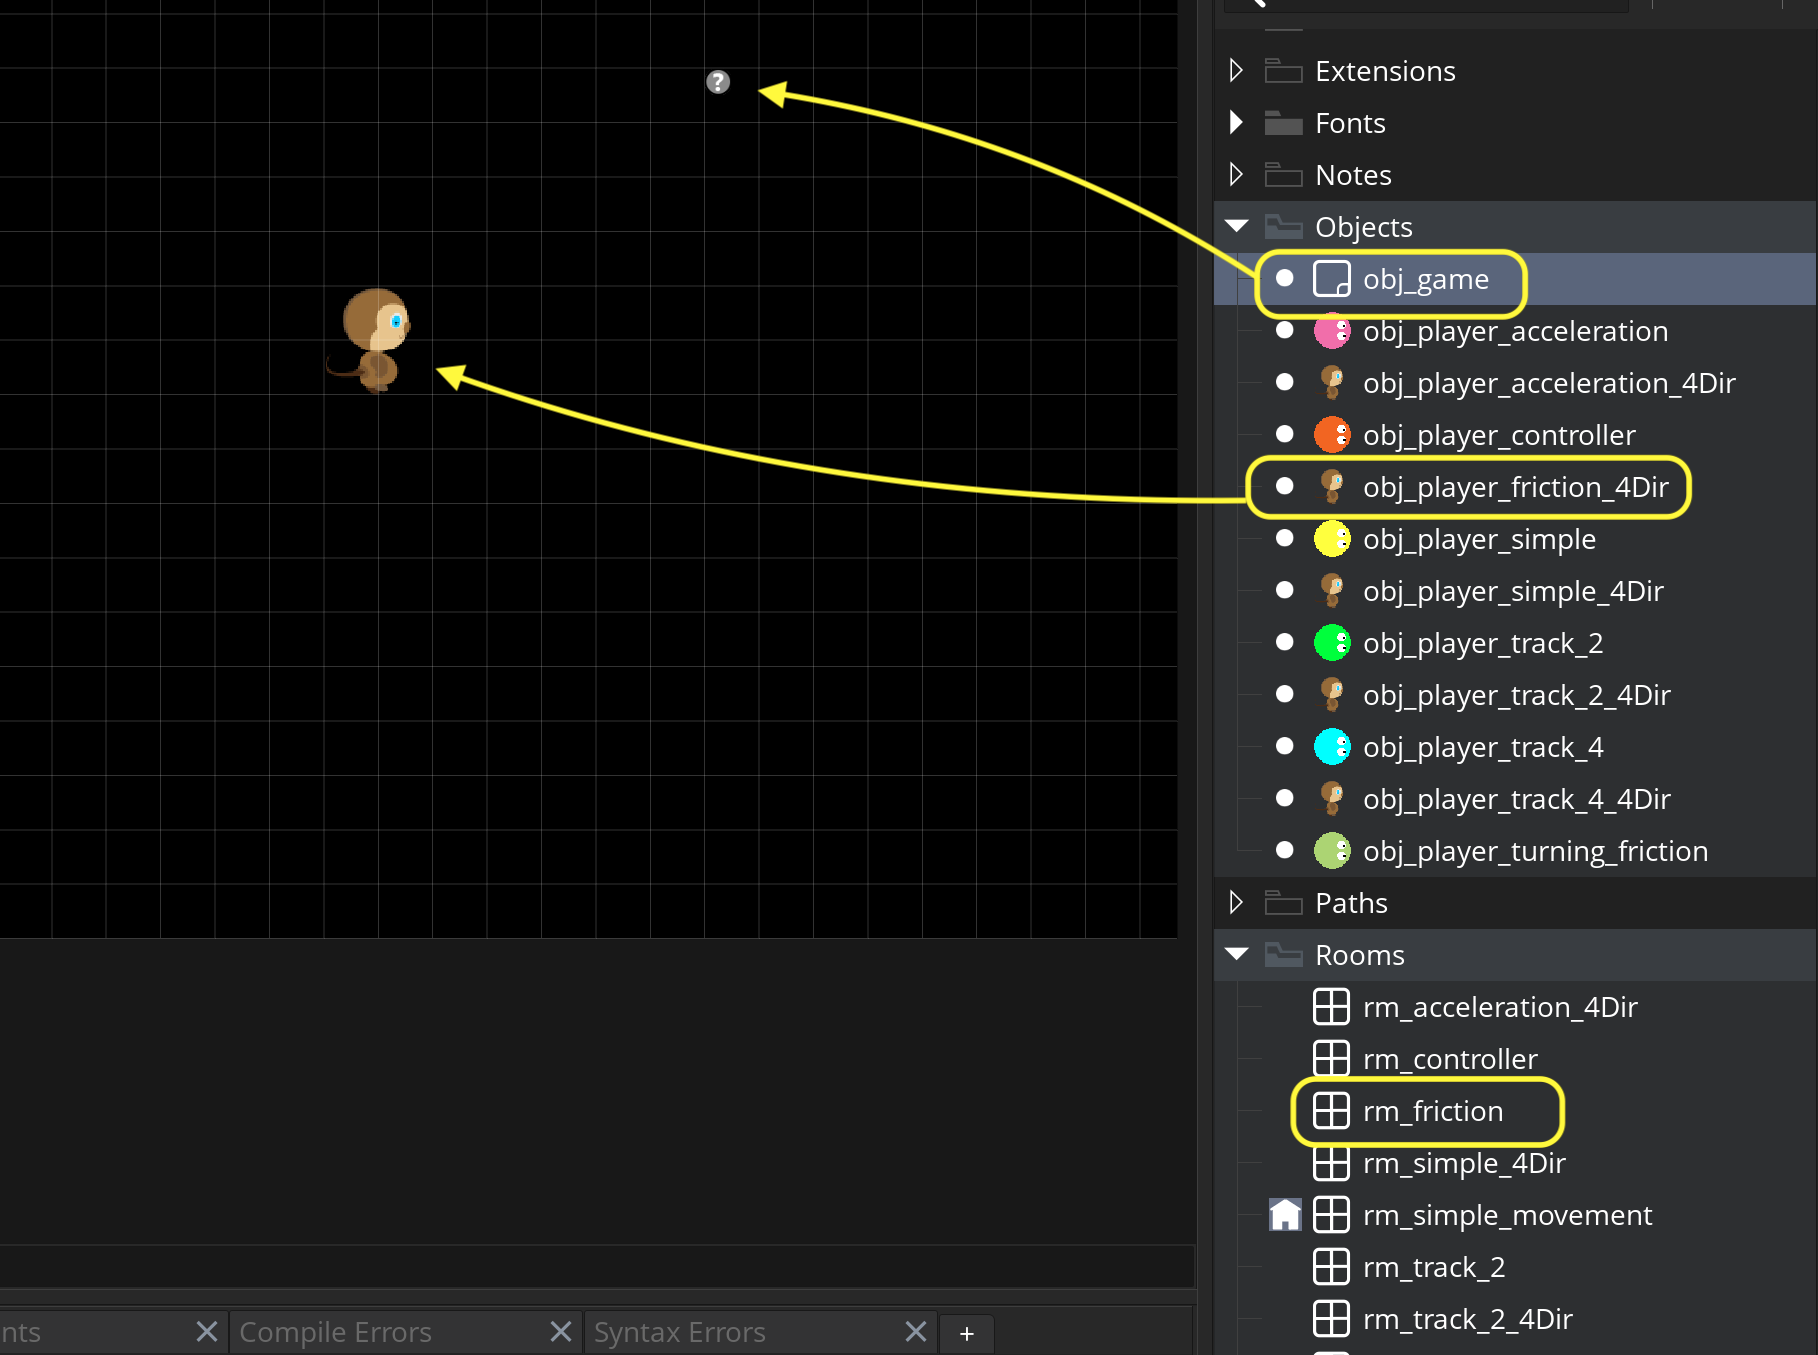 ?
Extensions
Fonts
Notes
Objects
obj_game
obj_player_acceleration
obj_player_acceleration_4Dir
obj_player_controller
obj_player_friction_4Dir
obj_player_simple
obj_player_simple_4Dir
obj_player_track_2
obj_player_track_2_4Dir
obj_player_track_4
obj_player_track_4_4Dir
obj_player_turning_friction
Paths
Rooms
rm_acceleration_4Dir
rm_controller
rm_friction
rm_simple_4Dir
rm_simple_movement
rm_track_2
rm_track_2_4Dir
nts
Compile Errors
Syntax Errors
+